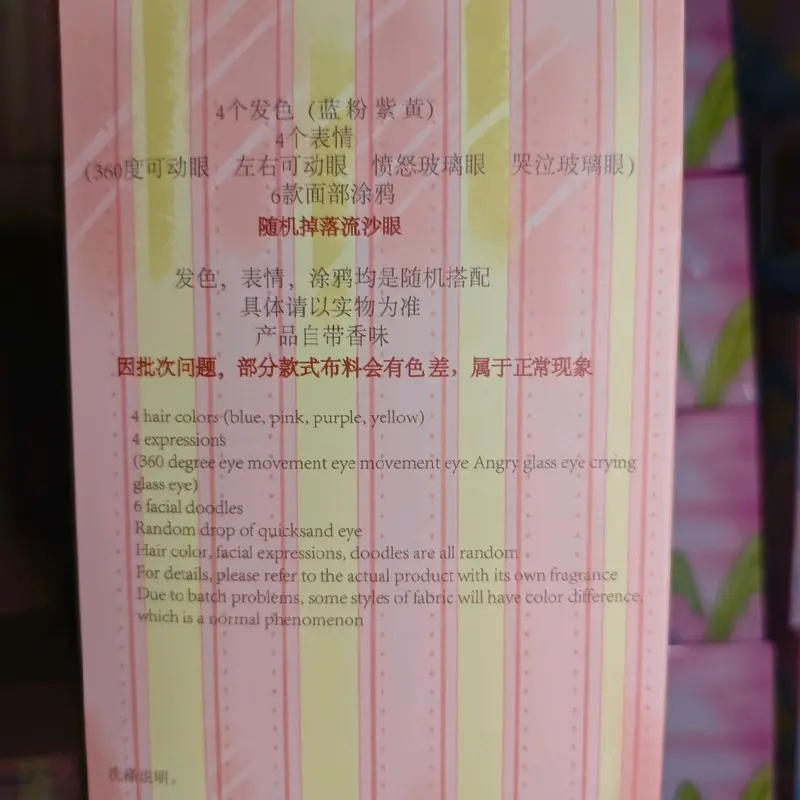 4个发色（蓝 粉 紫 黄）
4个表情
（360度可动眼 左右可动眼 愤怒玻璃眼 哭泣玻璃眼）
6款面部涂鸦
随机掉落流沙眼
发色，表情，涂鸦均是随机搭配
具体请以实物为准
产品自带香味
因批次问题，部分款式布料会有色差，属于正常现象
4 hair colors (blue, pink, purple, yellow)
4 expressions
(360 degree eye movement eye movement eye Angry glass eye crying
glass eye)
6 facial doodles
Random drop of quicksand eye
Hair color, facial expressions, doodles are all random
For details, please refer to the actual product with its own fragrance
Due to batch problems, some styles of fabric will have color difference,
which is a normal phenomenon
洗涤说明。